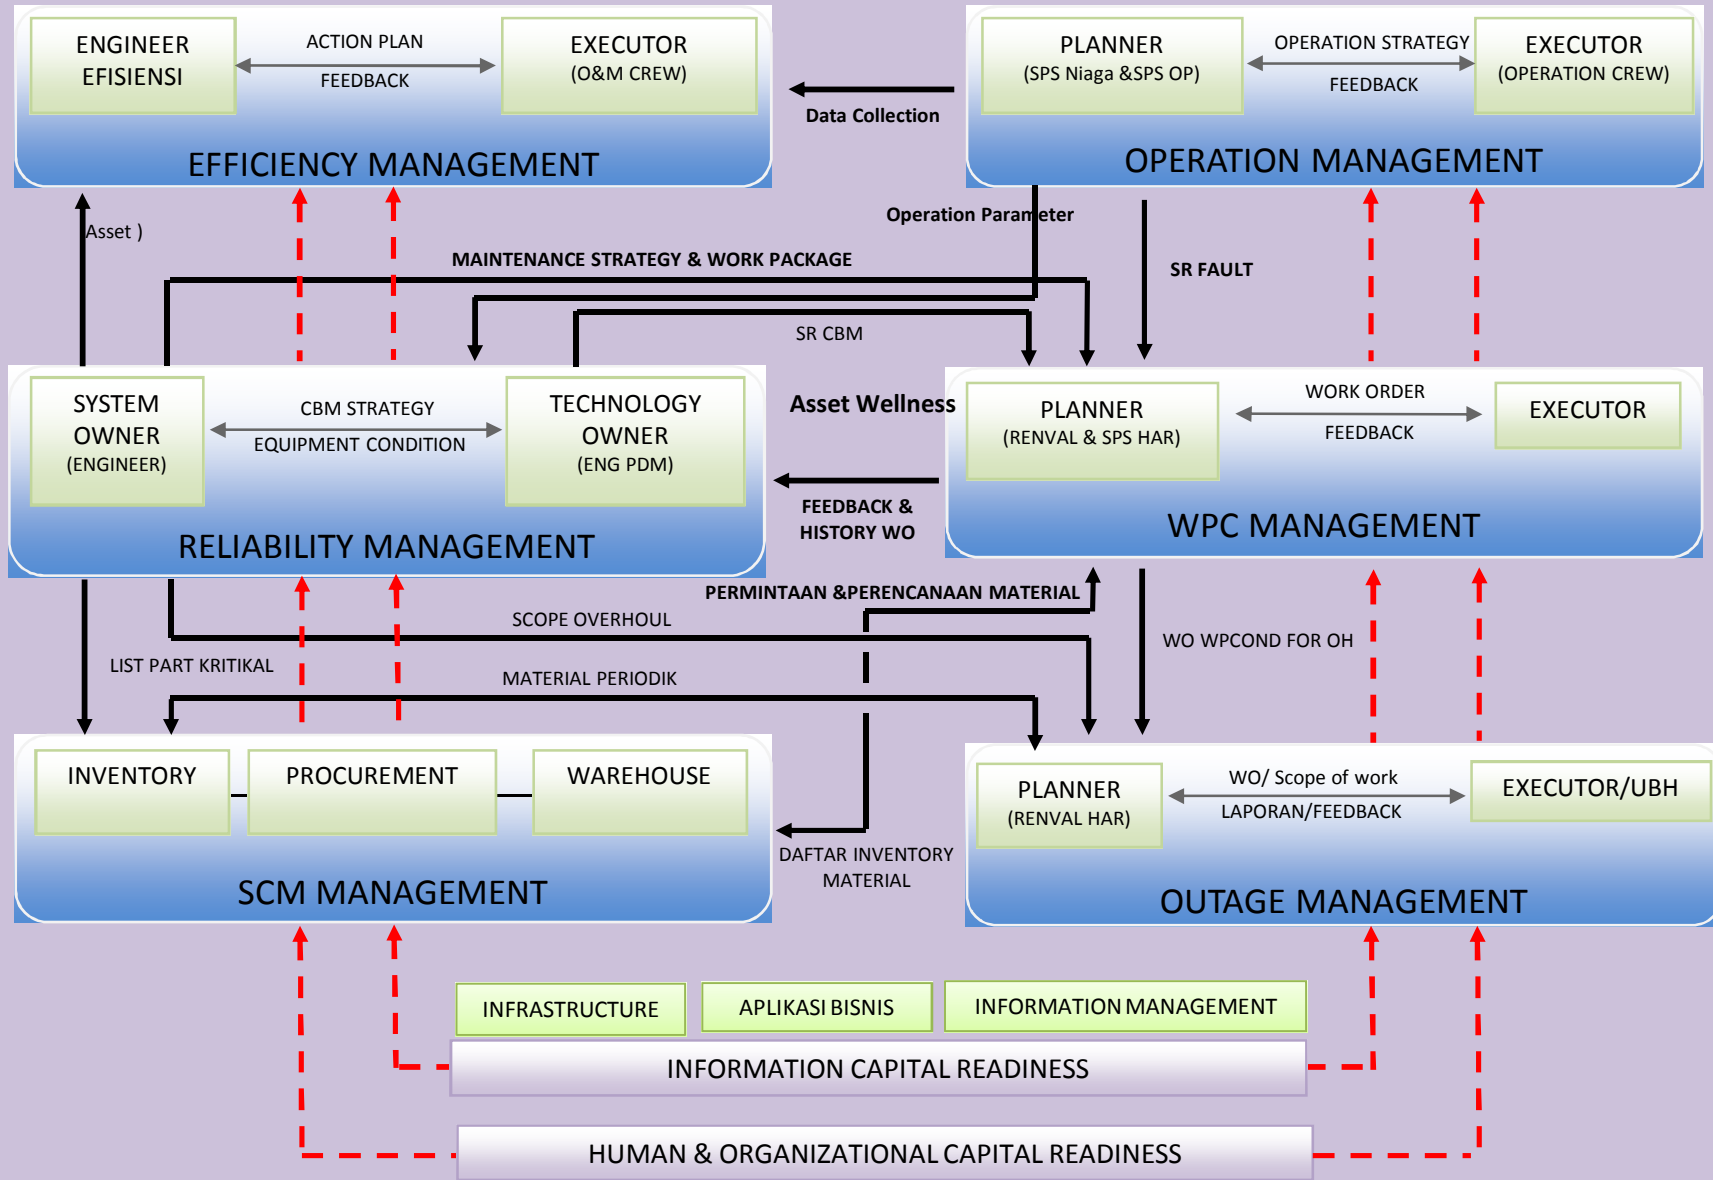 ENGINEER
EFISIENSI
ACTION PLAN
FEEDBACK
EXECUTOR
(O&M CREW)
EFFICIENCY MANAGEMENT
Data Collection
PLANNER
(SPS Niaga &SPS OP)
OPERATION STRATEGY
FEEDBACK
EXECUTOR
(OPERATION CREW)
OPERATION MANAGEMENT
Asset )
Operation Parameter
MAINTENANCE STRATEGY & WORK PACKAGE
SR FAULT
SR CBM
SYSTEM
OWNER
(ENGINEER)
CBM STRATEGY
EQUIPMENT CONDITION
TECHNOLOGY
OWNER
(ENG PDM)
RELIABILITY MANAGEMENT
Asset Wellness
FEEDBACK &
HISTORY WO
PLANNER
(RENVAL & SPS HAR)
WORK ORDER
FEEDBACK
EXECUTOR
WPC MANAGEMENT
PERMINTAAN &PERENCANAAN MATERIAL
SCOPE OVERHOUL
WO WPCOND FOR OH
LIST PART KRITIKAL
MATERIAL PERIODIK
INVENTORY
PROCUREMENT
WAREHOUSE
SCM MANAGEMENT
DAFTAR INVENTORY
MATERIAL
PLANNER
(RENVAL HAR)
WO/ Scope of work
LAPORAN/FEEDBACK
EXECUTOR/UBH
OUTAGE MANAGEMENT
INFRASTRUCTURE
APLIKASI BISNIS
INFORMATION MANAGEMENT
INFORMATION CAPITAL READINESS
HUMAN & ORGANIZATIONAL CAPITAL READINESS